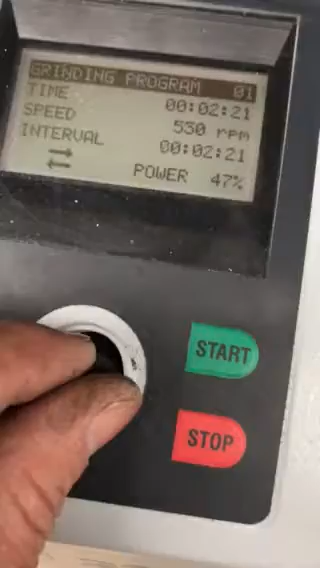 GRINDING PROGRAM 01
TIME 00:02:21
SPEED 530 rpm
INTERVAL 00:02:21
POWER 47%
START
STOP